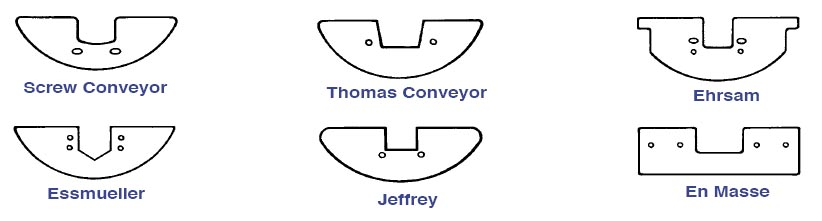 Screw Conveyor
Thomas Conveyor
Ehrsam
Essmueller
Jeffrey
En Masse